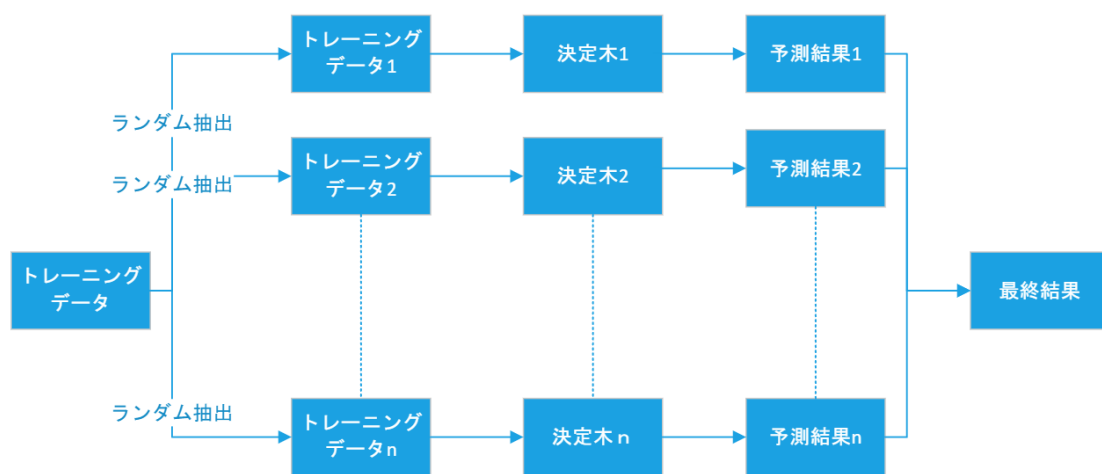 トレーニング
データ1
決定木1
予測結果1
ランダム抽出
ランダム抽出
トレーニング
データ2
決定木2
予測結果2
トレーニング
データ
最終結果
ランダム抽出
トレーニング
データn
決定木ｎ
予測結果n